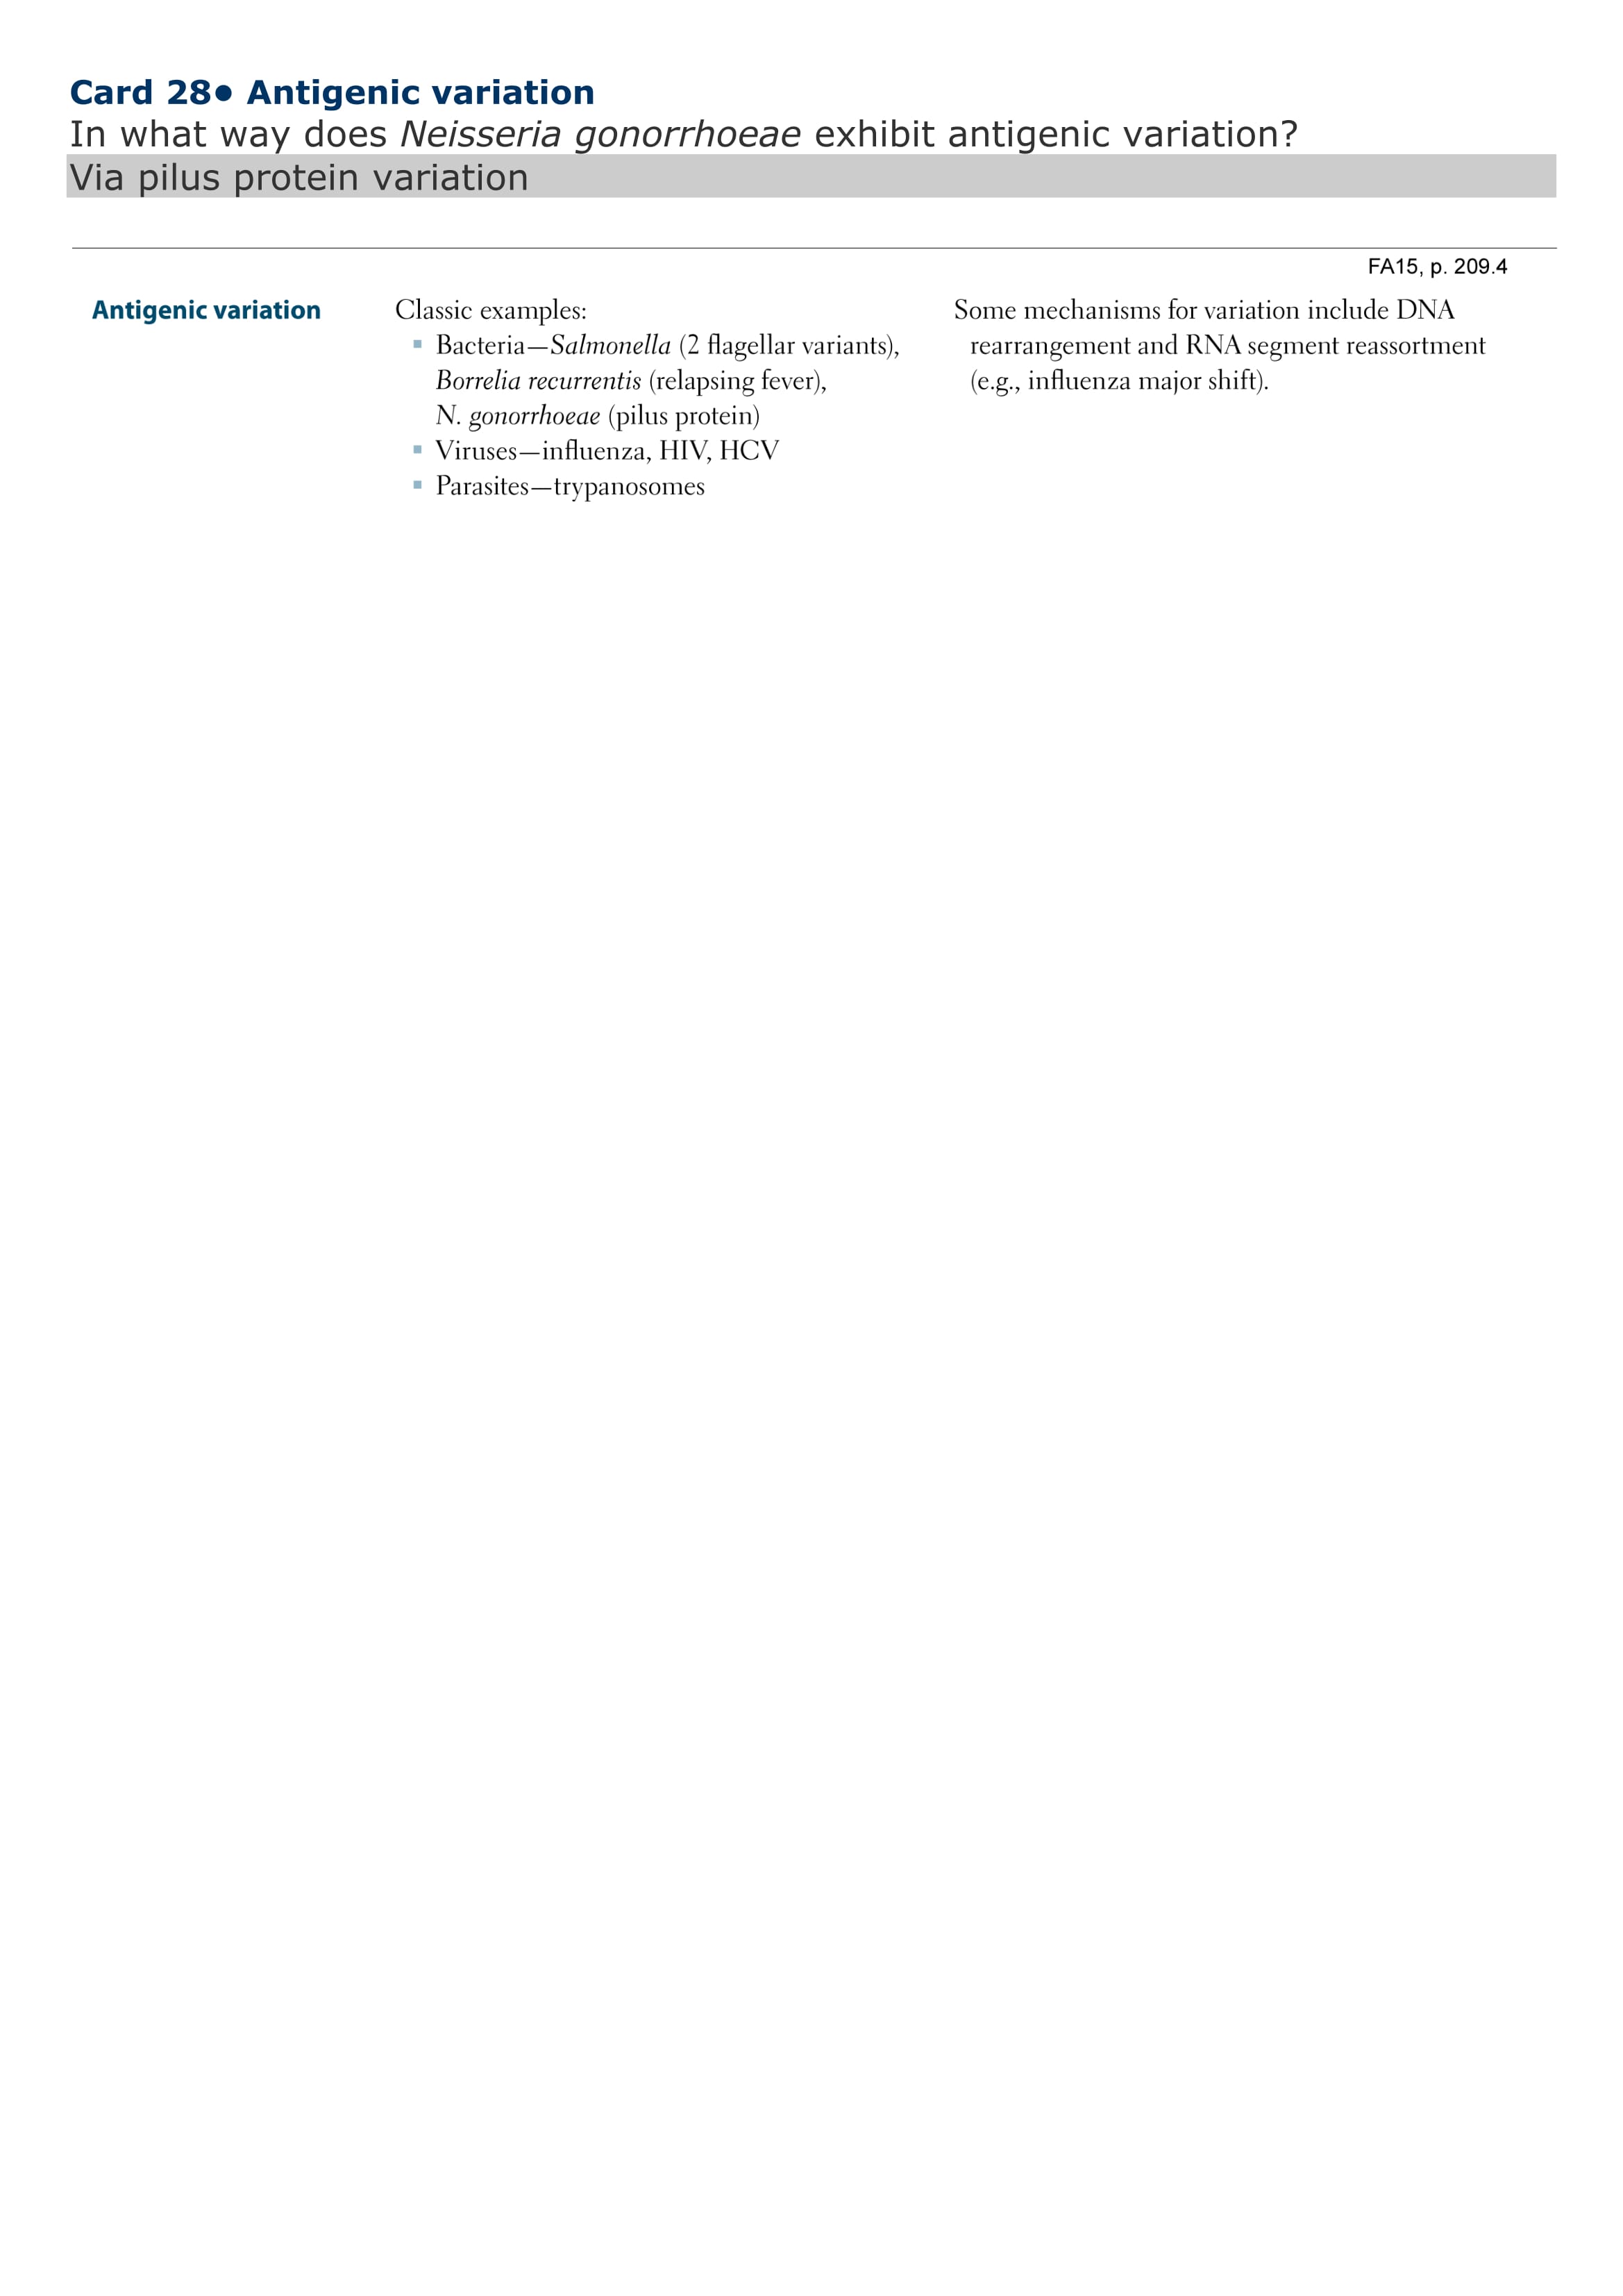 Card 28● Antigenic variation
In what way does Neisseria gonorrhoeae exhibit antigenic variation?
Via pilus protein variation
FA15, p. 209.4
Antigenic variation
Classic examples:
▪ Bacteria—Salmonella (2 flagellar variants),
Borrelia recurrentis (relapsing fever),
N. gonorrhoeae (pilus protein)
▪ Viruses—influenza, HIV, HCV
▪ Parasites—trypanosomes
Some mechanisms for variation include DNA
rearrangement and RNA segment reassortment
(e.g., influenza major shift).